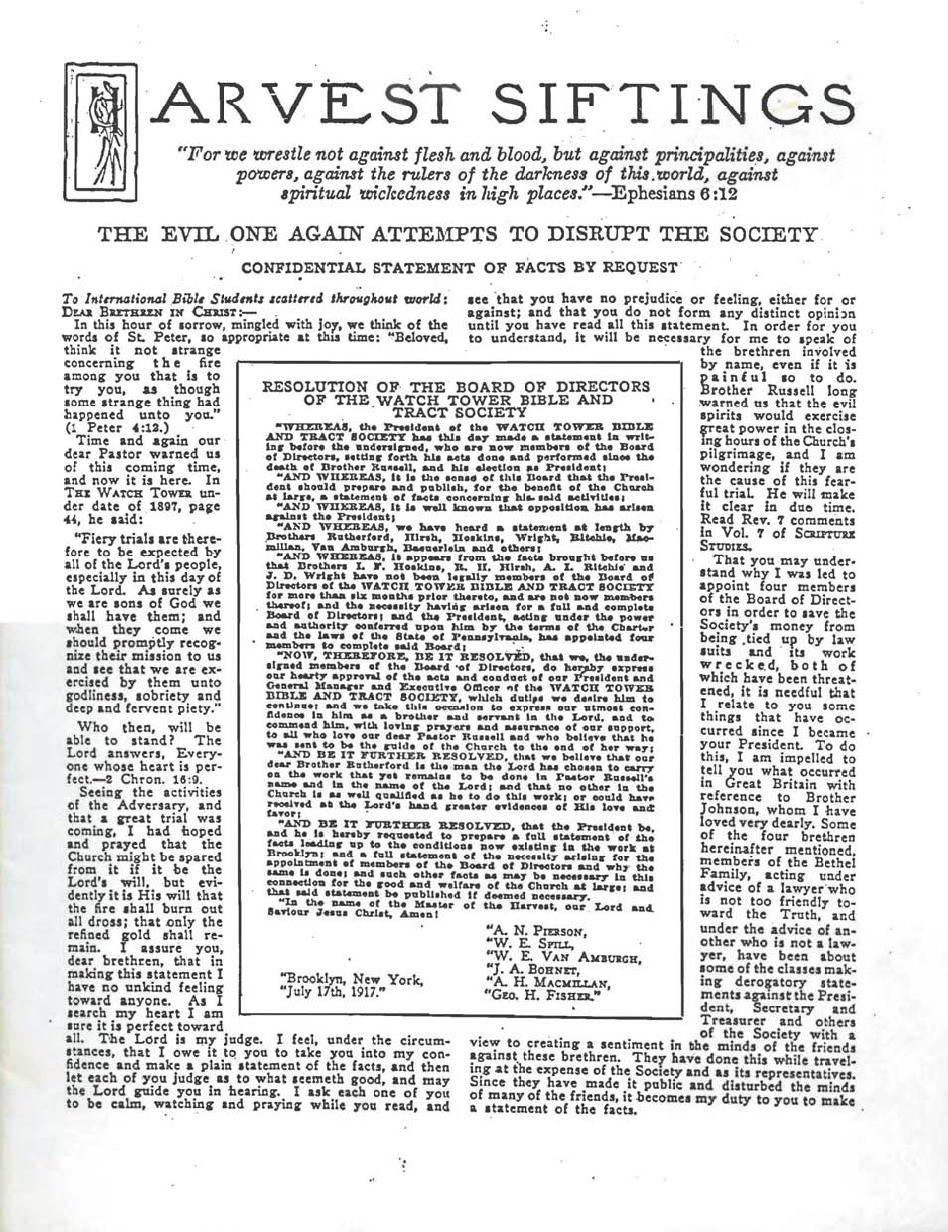 HARVEST SIFTINGS
"For we wrestle not against flesh and blood, but against principalities, against
powers, against the rulers of the darkness of this world, against
spiritual wickedness in high places."—Ephesians 6:12
THE EVIL ONE AGAIN ATTEMPTS TO DISRUPT THE SOCIETY
CONFIDENTIAL STATEMENT OF FACTS BY REQUEST
To International Bible Students scattered throughout world:
DEAR BRETHREN IN CHRIST:—
In this hour of sorrow, mingled with joy, we think of the
words of St. Peter, so appropriate at this time: "Beloved,
think it not strange
concerning the fire
among you that is to
try you, as though
some strange thing had
happened unto you."
(1 Peter 4:12.)
Time and again our
dear Pastor warned us
of this coming time,
and now it is here. In
THE WATCH TOWER un-
der date of 1897, page
44, he said:
"Fiery trials are there-
fore to be expected by
all of the Lord's people,
especially in this day of
the Lord. As surely as
we are sons of God we
shall have them; and
when they come we
should promptly recog-
nize their mission to us
and see that we are ex-
ercised by them unto
godliness, sobriety and
deep and fervent piety."
Who then, will be
able to stand? The
Lord answers, Every-
one whose heart is per-
fect.—2 Chron. 16:9.
Seeing the activities
of the Adversary, and
that a great trial was
coming, I had hoped
and prayed that the
Church might be spared
from it if it be the
Lord's will, but evi-
dently it is His will that
the fire shall burn out
all dross; that only the
refined gold shall re-
main. I assure you,
dear brethren, that in
making this statement I
have no unkind feeling
toward anyone. As I
search my heart I am
sure it is perfect toward
all. The Lord is my judge. I feel, under the circum-
stances, that I owe it to you to take you into my con-
fidence and make a plain statement of the facts, and then
let each of you judge as to what seemeth good, and may
the Lord guide you in hearing. I ask each one of you
to be calm, watching and praying while you read, and
RESOLUTION OF THE BOARD OF DIRECTORS
OF THE WATCH TOWER BIBLE AND
TRACT SOCIETY
"WHEREAS, the President of the WATCH TOWER BIBLE
AND TRACT SOCIETY has this day made a statement in writ-
ing before the undersigned, who are now members of the Board
of Directors, setting forth his acts done and performed since the
death of Brother Russell, and his election as President;
"AND WHEREAS, it is the sense of this Board that the Presi-
dent should prepare and publish, for the benefit of the Church
at large, a statement of facts concerning his said activities;
"AND WHEREAS, it is well known that opposition has arisen
against the President;
"AND WHEREAS, we have heard a statement at length by
Brothers Rutherford, Hirsh, Hoskins, Wright, Ritchie, Mac-
millan, Van Amburgh, Baeuerlein and others;
"AND WHEREAS, it appears from the facts brought before us
that Brothers I. F. Hoskins, R. H. Hirsh, A. I. Ritchie and
J. D. Wright have not been legally members of the Board of
Directors of the WATCH TOWER BIBLE AND TRACT SOCIETY
for more than six months prior thereto, and are not now members
thereof; and the necessity having arisen for a full and complete
Board of Directors; and the President, acting under the power
and authority conferred upon him by the terms of the Charter
and the laws of the State of Pennsylvania, has appointed four
members to complete said Board;
"NOW, THEREFORE, BE IT RESOLVED, that we, the under-
signed members of the Board of Directors, do hereby express
our hearty approval of the acts and conduct of our President and
General Manager and Executive Officer of the WATCH TOWER
BIBLE AND TRACT SOCIETY, which duties we desire him to
continue; and we take this occasion to express our utmost con-
fidence in him as a brother and servant in the Lord, and to
commend him, with loving prayers and assurance of our support,
to all who love our dear Pastor Russell and who believe that he
was sent to be the guide of the Church to the end of her way;
"AND BE IT FURTHER RESOLVED, that we believe that our
dear Brother Rutherford is the man the Lord has chosen to carry
on the work that yet remains to be done in Pastor Russell's
name and in the name of the Lord; and that no other in the
Church is as well qualified as he to do this work; or could have
received at the Lord's hand greater evidences of His love and
favor;
"AND BE IT FURTHER RESOLVED, that the President be,
and he is hereby requested to prepare a full statement of the
facts leading up to the conditions now existing in the work at
Brooklyn; and a full statement of the necessity arising for the
appointment of members of the Board of Directors and why the
same is done; and such other facts as may be necessary in this
connection for the good and welfare of the Church at large; and
that said statement be published if deemed necessary.
"In the name of the Master of the Harvest, our Lord and
Saviour Jesus Christ, Amen!
"A. N. PIERSON,
"W. E. SPILL,
"W. E. VAN AMBURGH,
"J. A. BOHNET,
"A. H. MACMILLAN,
"GEO. H. FISHER."
"Brooklyn, New York,
"July 17th, 1917."
see that you have no prejudice or feeling, either for or
against; and that you do not form any distinct opinion
until you have read all this statement. In order for you
to understand, it will be necessary for me to speak of
the brethren involved
by name, even if it is
painful so to do.
Brother Russell long
warned us that the evil
spirits would exercise
great power in the clos-
ing hours of the Church's
pilgrimage, and I am
wondering if they are
the cause of this fear-
ful trial. He will make
it clear in due time.
Read Rev. 7 comments
in Vol. 7 of SCRIPTURE
STUDIES.
That you may under-
stand why I was led to
appoint four members
of the Board of Direct-
ors in order to save the
Society's money from
being tied up by law
suits and its work
wrecked, both of
which have been threat-
ened, it is needful that
I relate to you some
things that have oc-
curred since I became
your President. To do
this, I am impelled to
tell you what occurred
in Great Britain with
reference to Brother
Johnson, whom I have
loved very dearly. Some
of the four brethren
hereinafter mentioned,
members of the Bethel
Family, acting under
advice of a lawyer who
is not too friendly to-
ward the Truth, and
under the advice of an-
other who is not a law-
yer, have been about
some of the classes mak-
ing derogatory state-
ments against the Presi-
dent, Secretary and
Treasurer and others
of the Society with a
view to creating a sentiment in the minds of the friends
against these brethren. They have done this while travel-
ing at the expense of the Society and as its representatives.
Since they have made it public and disturbed the minds
of many of the friends, it becomes my duty to you to make
a statement of the facts.